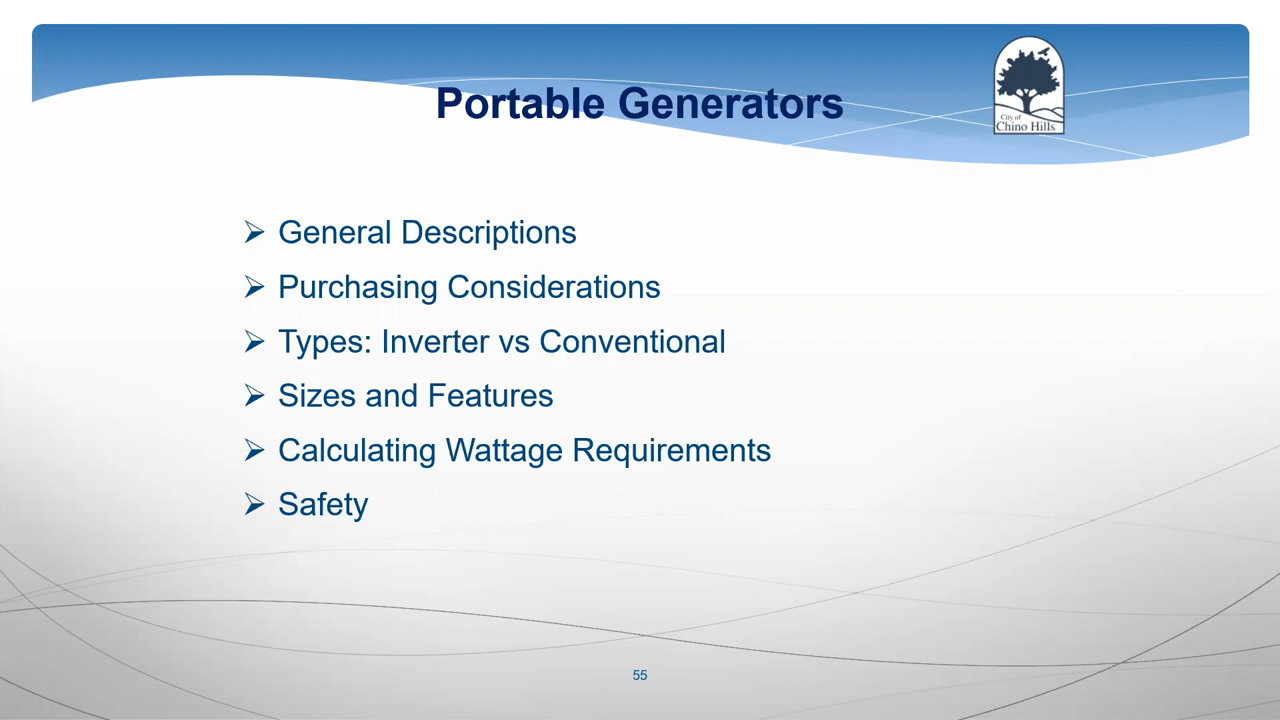 Portable Generators
City of
Chino Hills
General Descriptions
Purchasing Considerations
Types: Inverter vs Conventional
Sizes and Features
Calculating Wattage Requirements
Safety
55